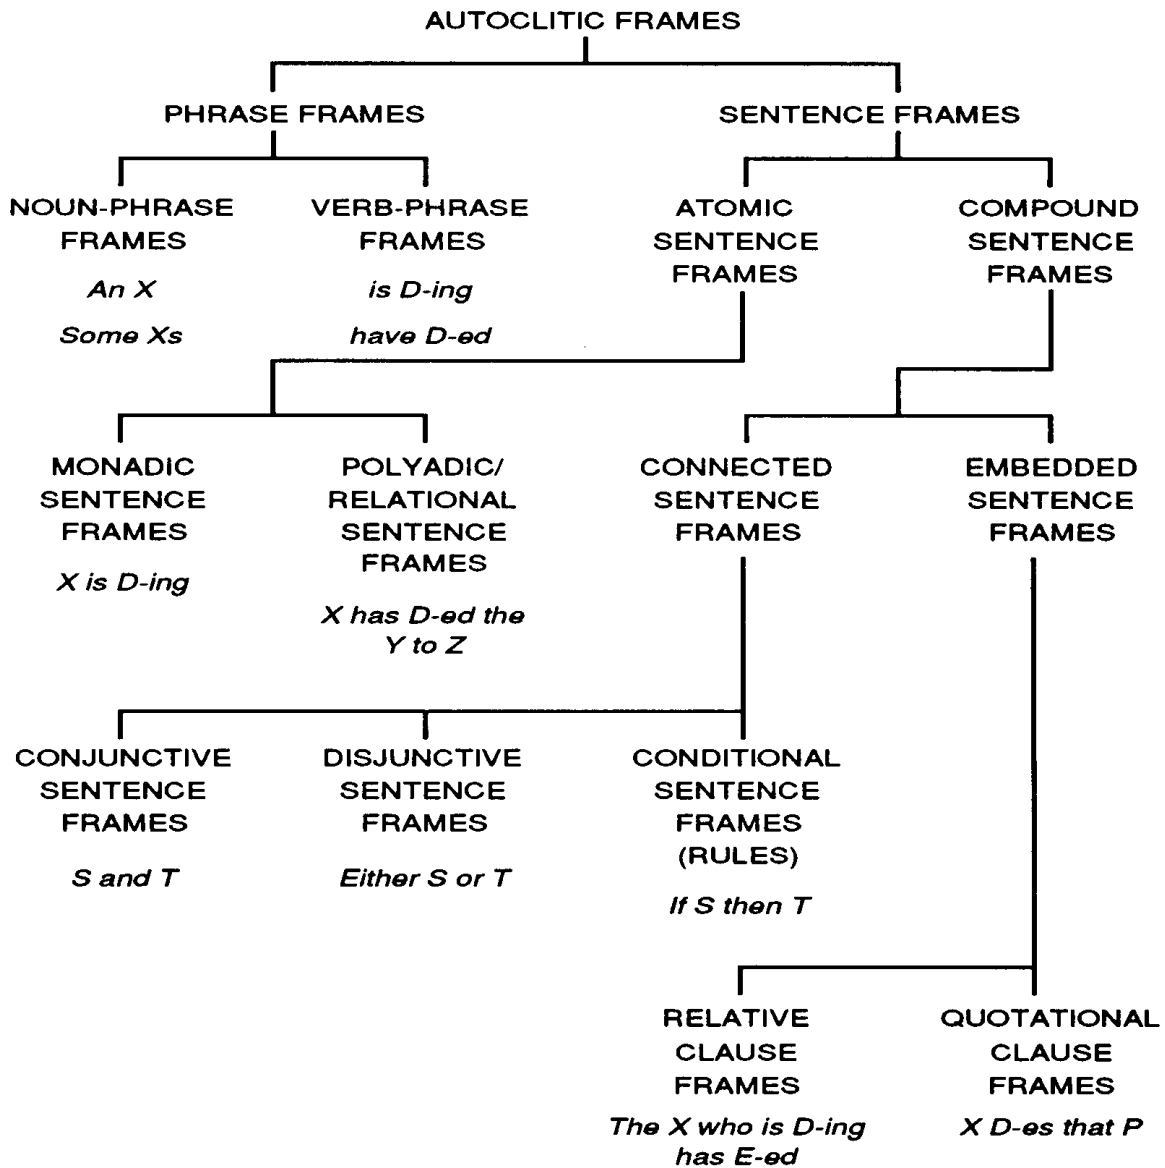 AUTOCLITIC FRAMES
PHRASE FRAMES
SENTENCE FRAMES
NOUN-PHRASE
FRAMES
An X
Some Xs
VERB-PHRASE
FRAMES
is D-ing
have D-ed
ATOMIC
SENTENCE
FRAMES
COMPOUND
SENTENCE
FRAMES
MONADIC
SENTENCE
FRAMES
X is D-ing
POLYADIC/
RELATIONAL
SENTENCE
FRAMES
X has D-ed the
Y to Z
CONNECTED
SENTENCE
FRAMES
EMBEDDED
SENTENCE
FRAMES
CONJUNCTIVE
SENTENCE
FRAMES
S and T
DISJUNCTIVE
SENTENCE
FRAMES
Either S or T
CONDITIONAL
SENTENCE
FRAMES
(RULES)
If S then T
RELATIVE
CLAUSE
FRAMES
The X who is D-ing
has E-ed
QUOTATIONAL
CLAUSE
FRAMES
X D-es that P